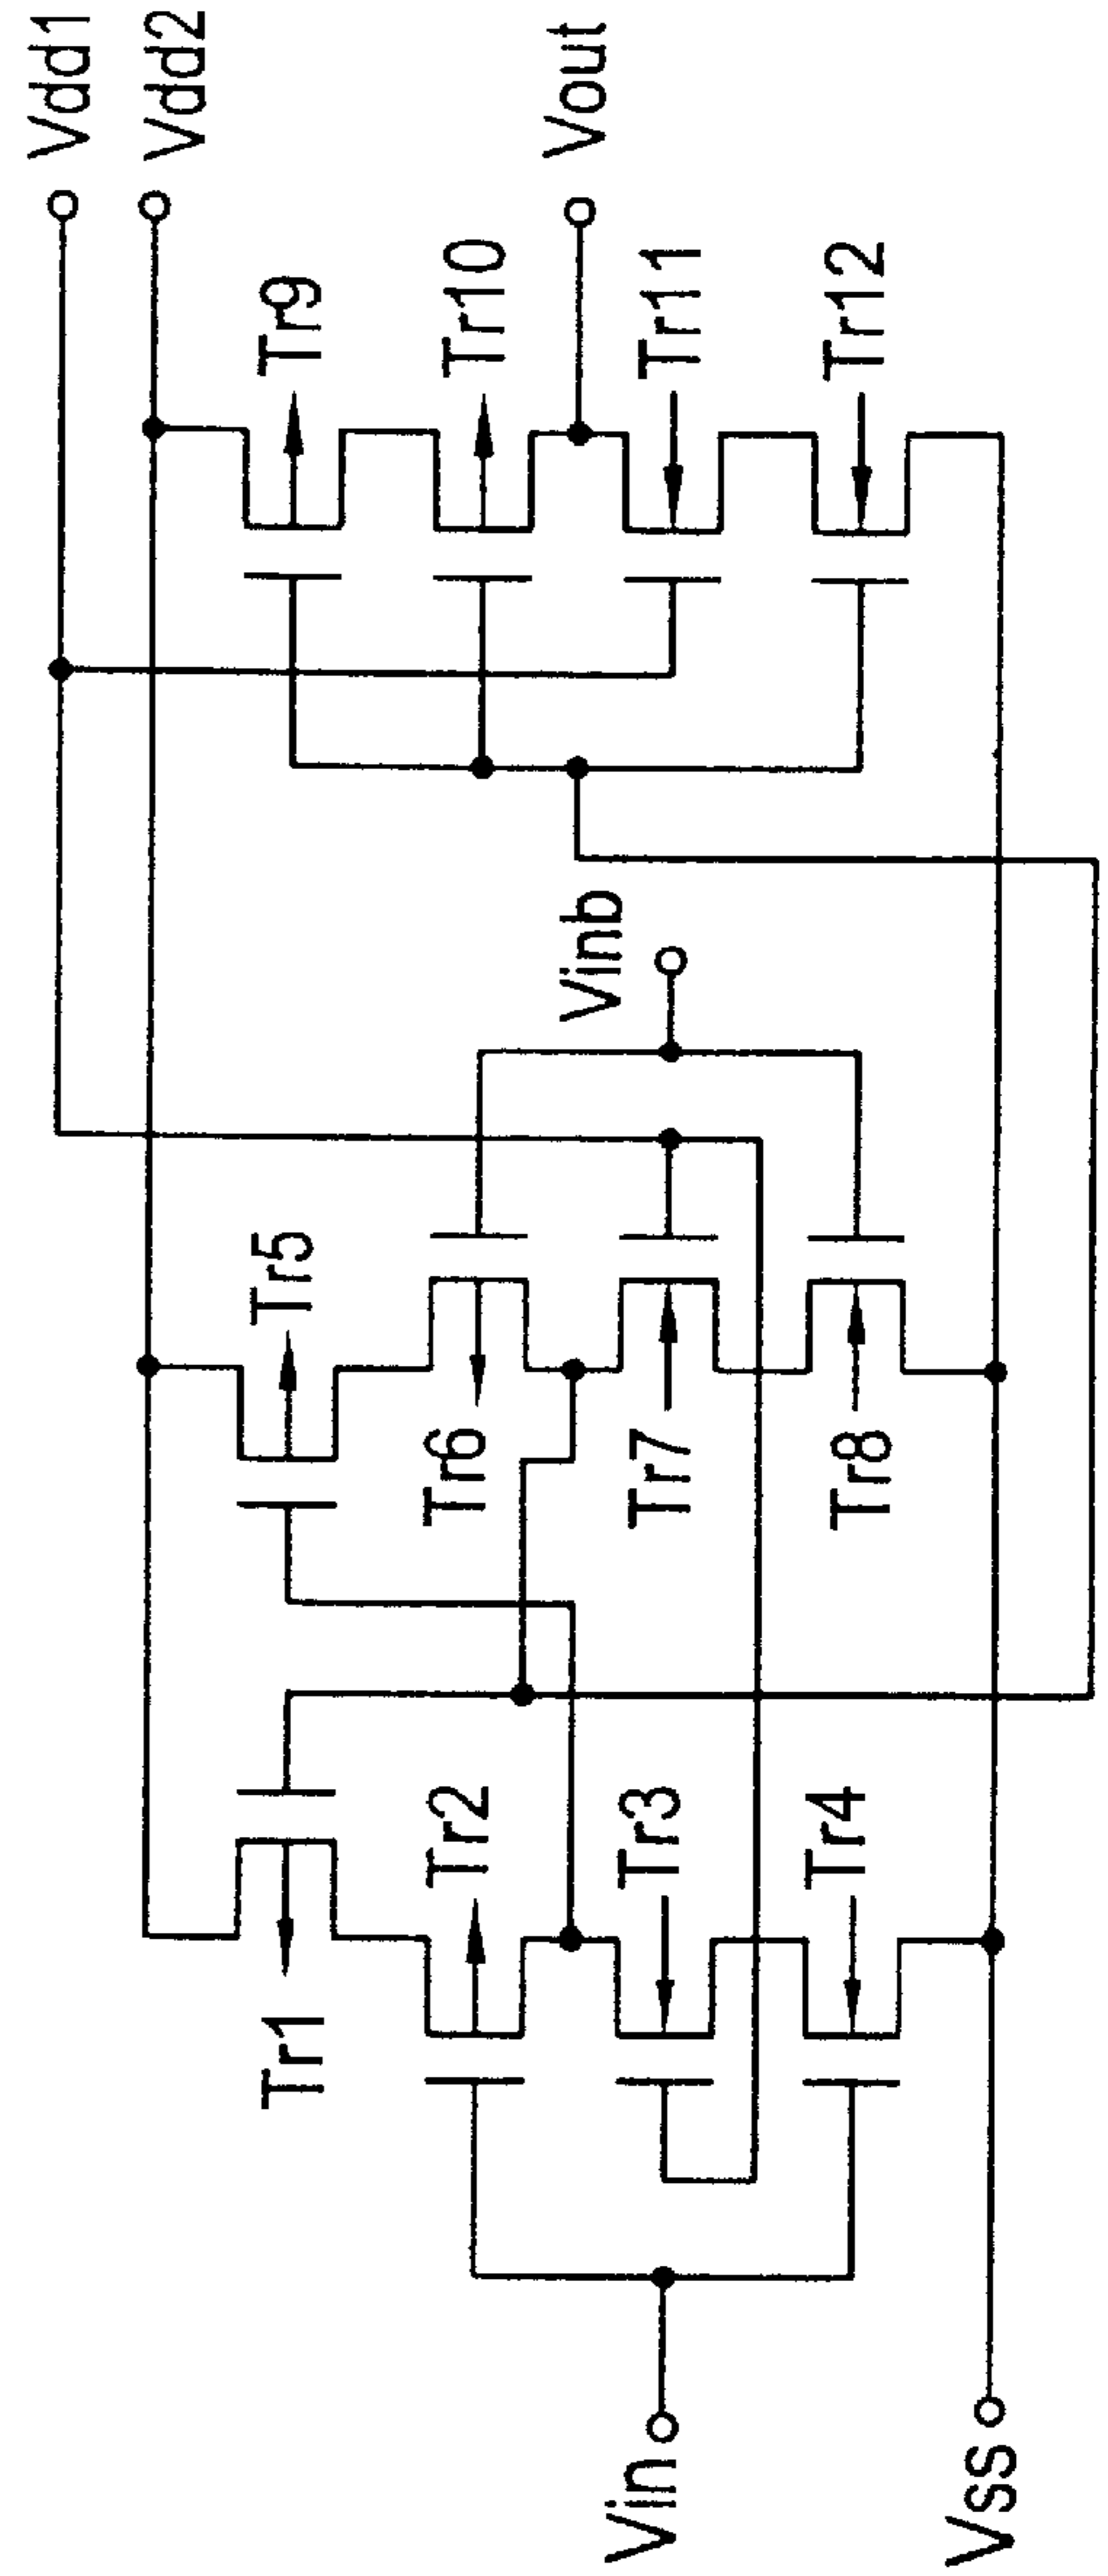 Vdd1
Vdd2
Tr9
Tr10
Vout
Tr11
Tr12
Vinb
Tr5
Tr6
Tr7
Tr8
Tr1
Tr2
Tr3
Tr4
Vin
Vss